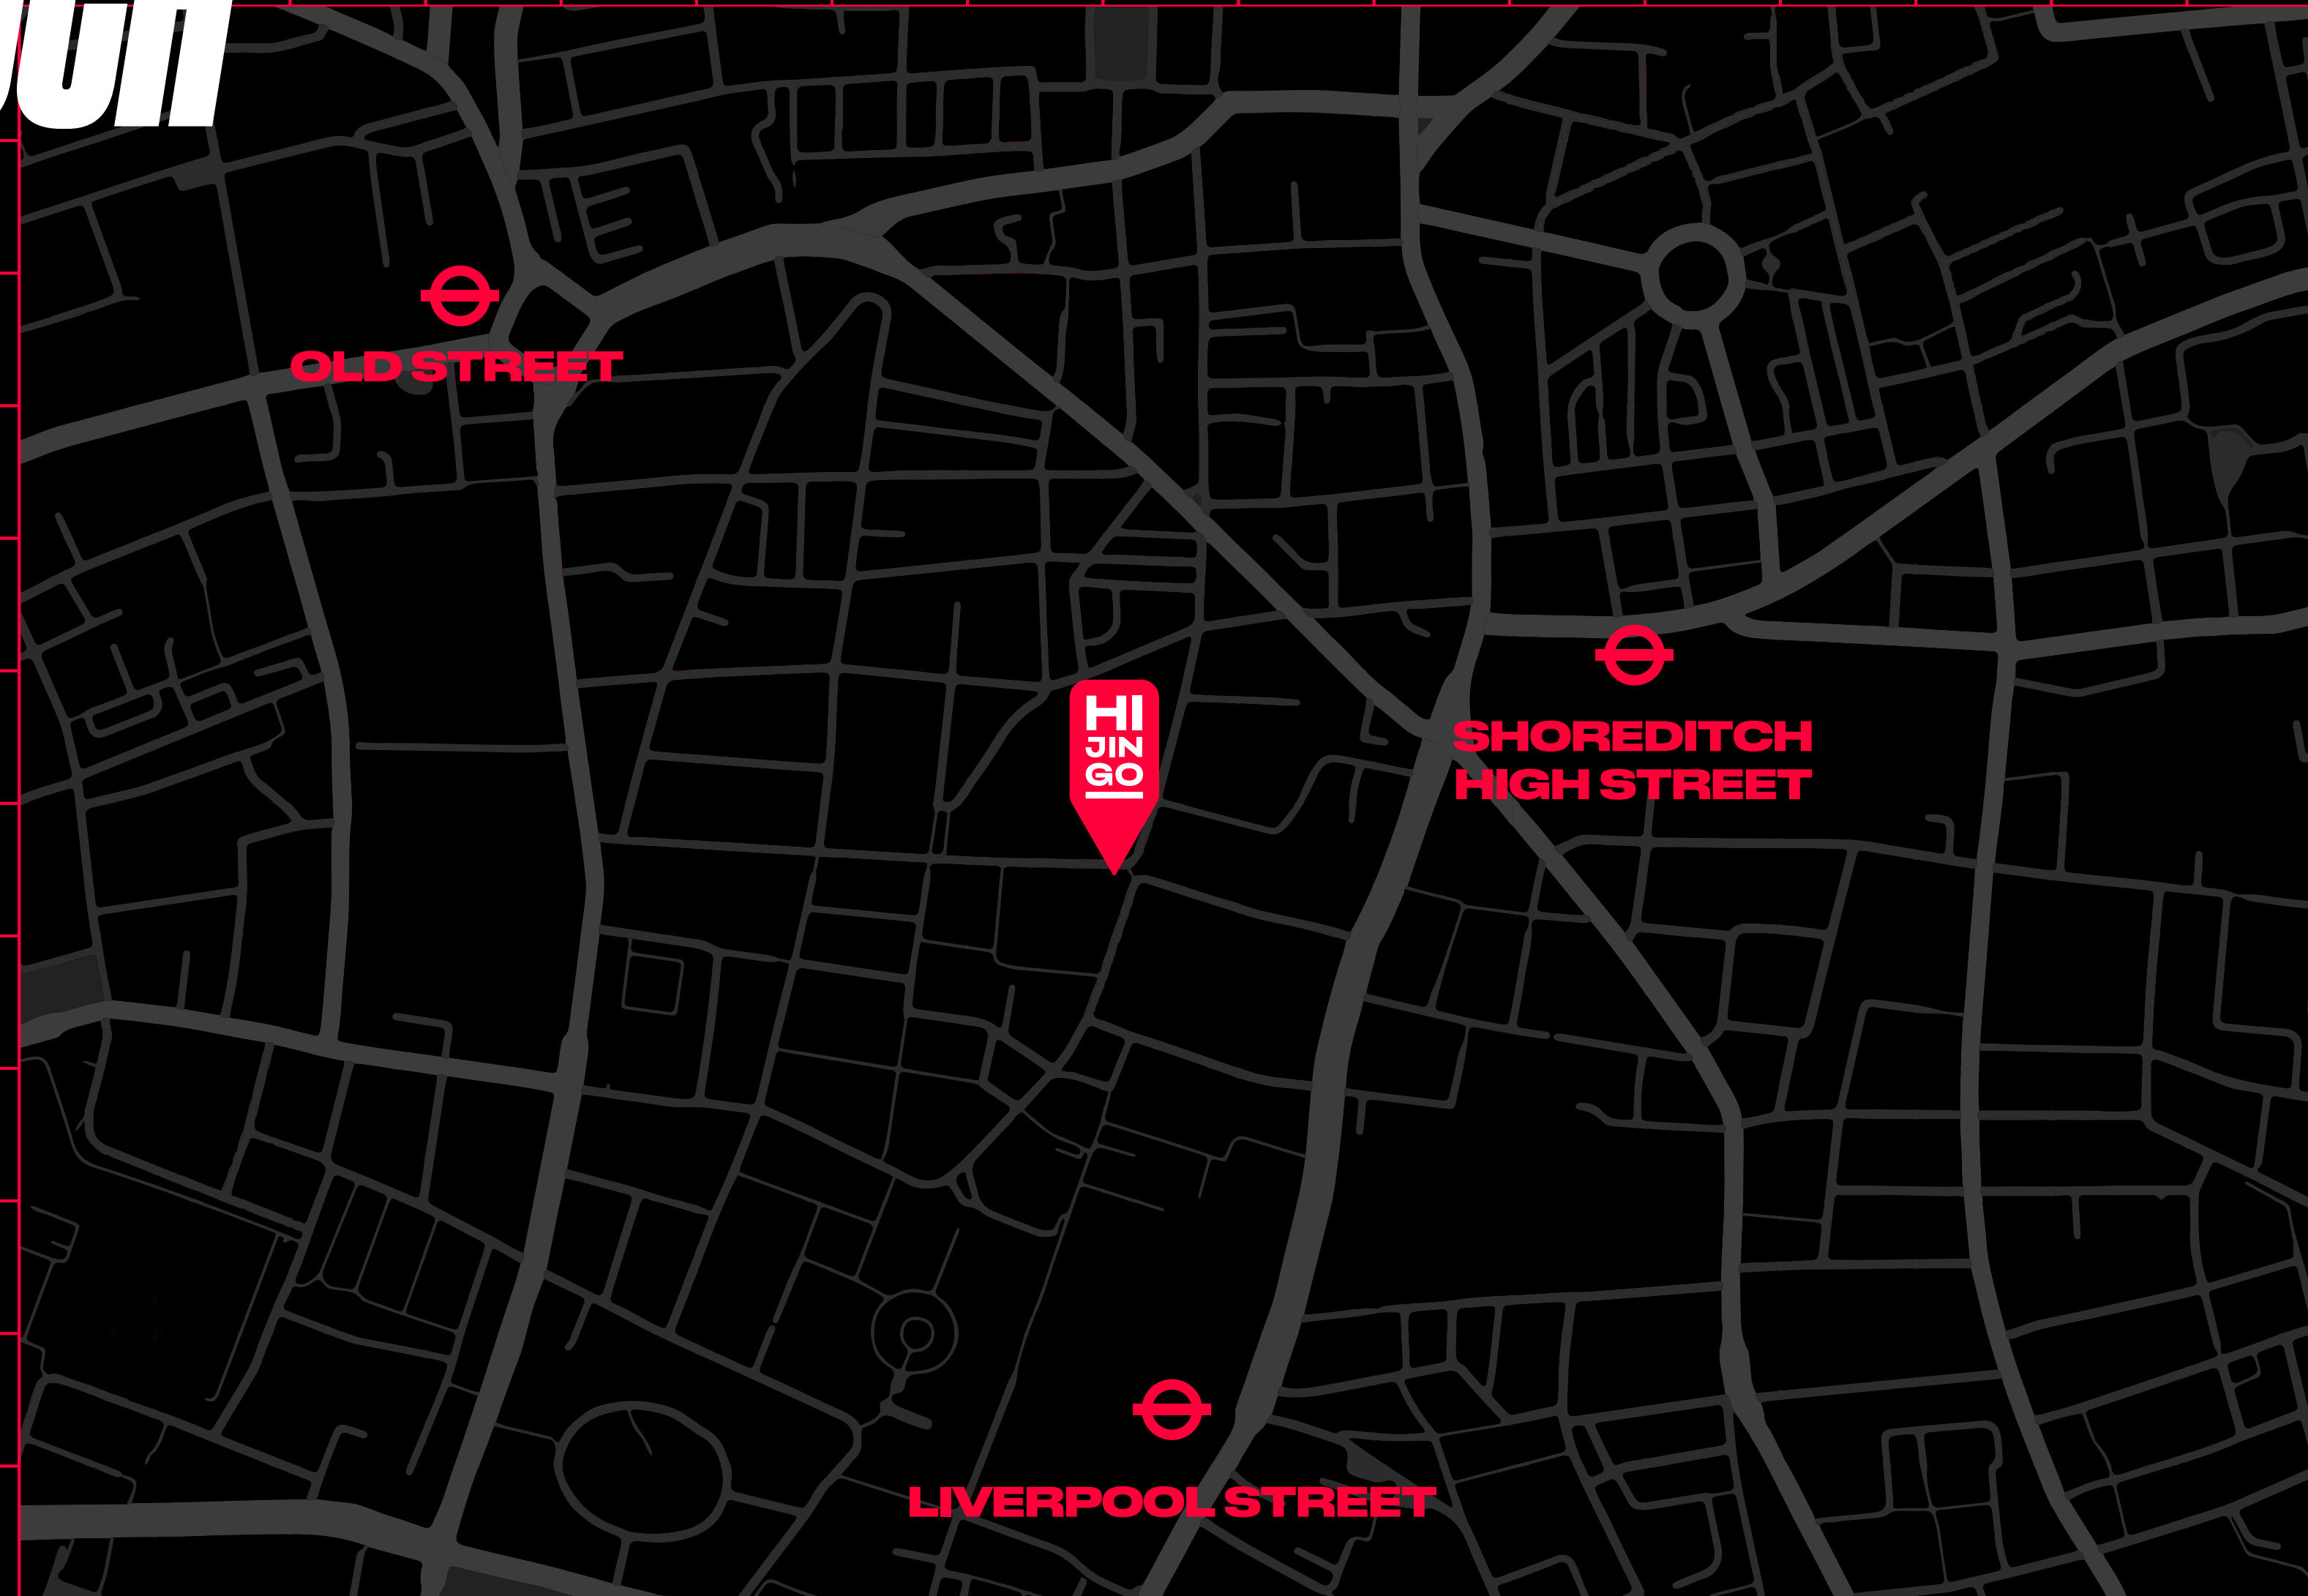 OLD STREET
HI
JIN
GO
SHOREDITCH
HIGH STREET
LIVERPOOL STREET